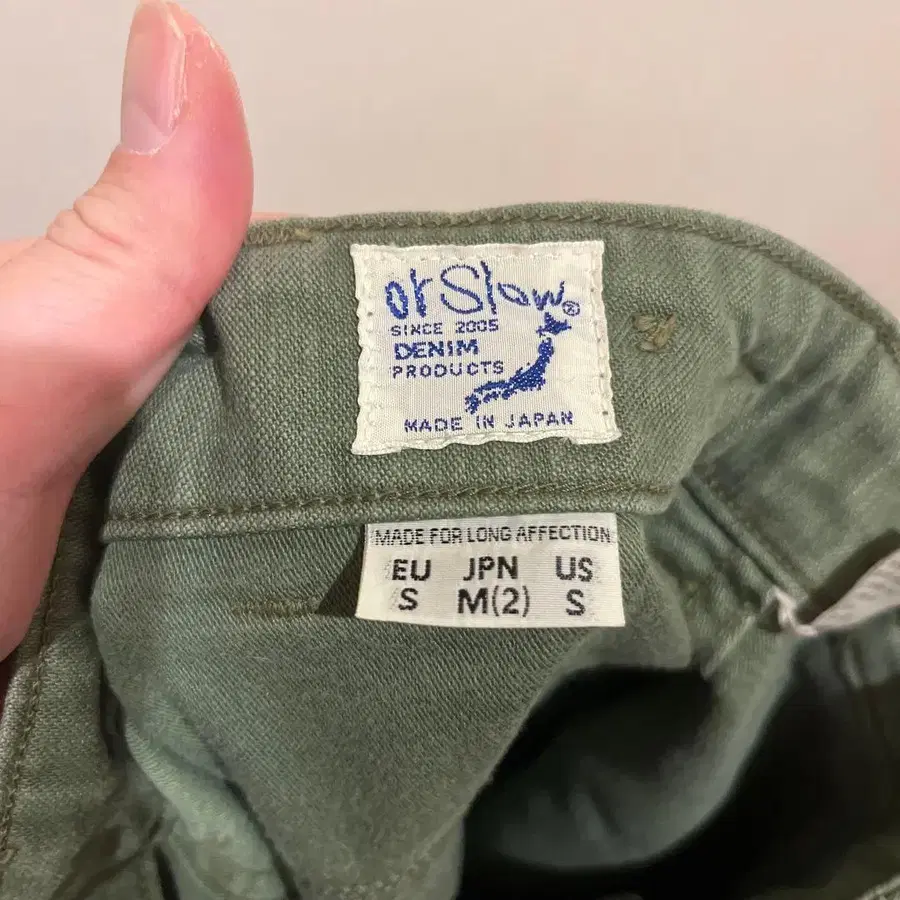 orSlow®
SINCE 2005
DENIM
PRODUCTS
MADE IN JAPAN
MADE FOR LONG AFFECTION
EU JPN US
S M(2) S